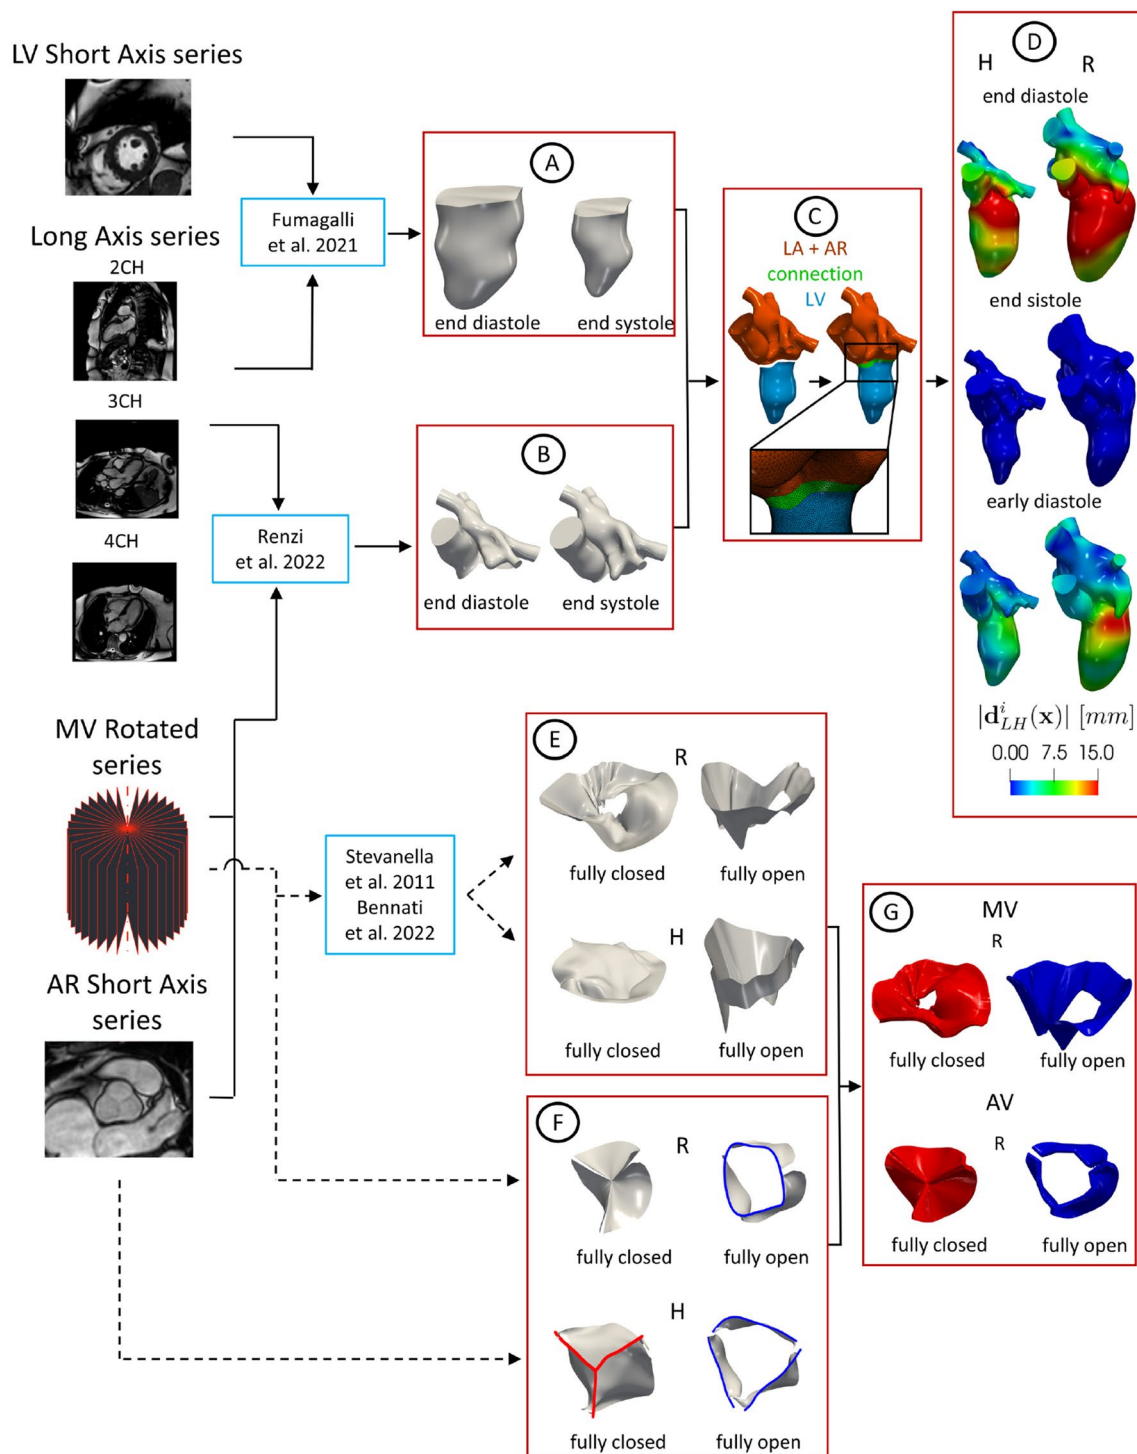 LV Short Axis series
Long Axis series
2CH
3CH
4CH
MV Rotated
series
AR Short Axis
series
Fumagalli
et al. 2021
Renzi
et al. 2022
Stevanella
et al. 2011
Bennati
et al. 2022
A
end diastole end systole
B
end diastole end systole
C
LA + AR
connection
LV
D
H R
end diastole
end sistole
early diastole
|d^i_LH(x)| [mm]
0.00 7.5 15.0
E
R
fully closed fully open
H
fully closed fully open
F
R
fully closed fully open
H
fully closed fully open
G
MV
R
fully closed fully open
AV
R
fully closed fully open